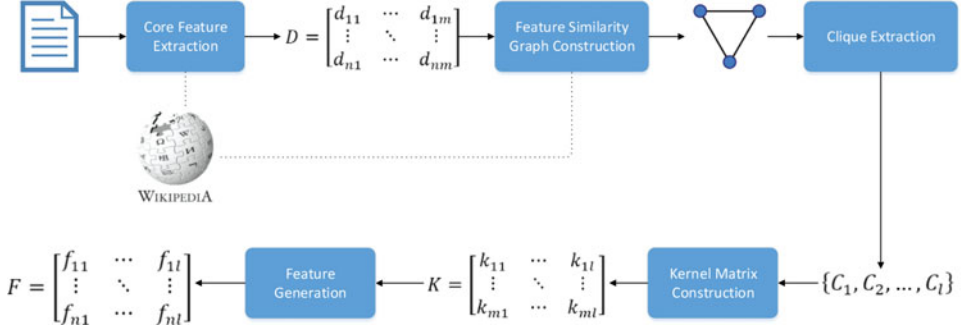 Core Feature
Extraction
D = [d11 ⋯ d1m
⋮ ⋱ ⋮
dn1 ⋯ dnm]
Feature Similarity
Graph Construction
Clique Extraction
Ω W
WIKIPEDIA
F = [f11 ⋯ f1l
⋮ ⋱ ⋮
fn1 ⋯ fnl]
Feature
Generation
K = [k11 ⋯ k1l
⋮ ⋱ ⋮
km1 ⋯ kml]
Kernel Matrix
Construction
{C1, C2, ..., Cl}